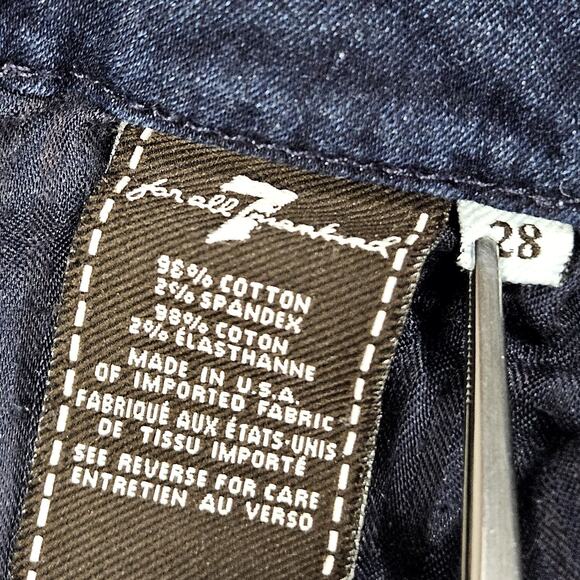 7
for all mankind
28
98% COTTON
2% SPANDEX
98% COTON
2% ÉLASTHANNE
MADE IN U.S.A.
OF IMPORTED FABRIC
FABRIQUÉ AUX ÉTATS-UNIS
DE TISSU IMPORTÉ
SEE REVERSE FOR CARE
ENTRETIEN AU VERSO